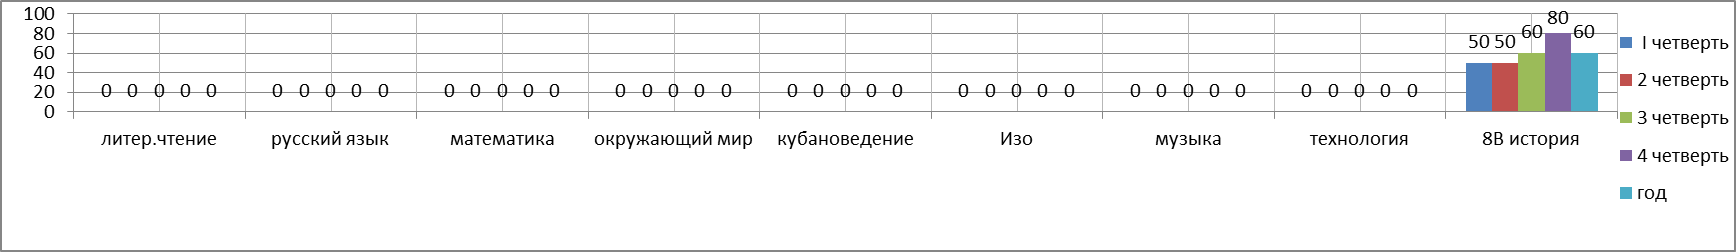 100
80
60
40
20
0
0 0 0 0 0 0 0 0 0 0 0 0 0 0 0 0 0 0 0 0 0 0 0 0 0 0 0 0 0 0 0 0 0 0 0 0 0 0 0 0
50 50 60 80 60
литер.чтение русский язык математика окружающий мир кубановедение Изо музыка технология 8В история
I четверть
2 четверть
3 четверть
4 четверть
год